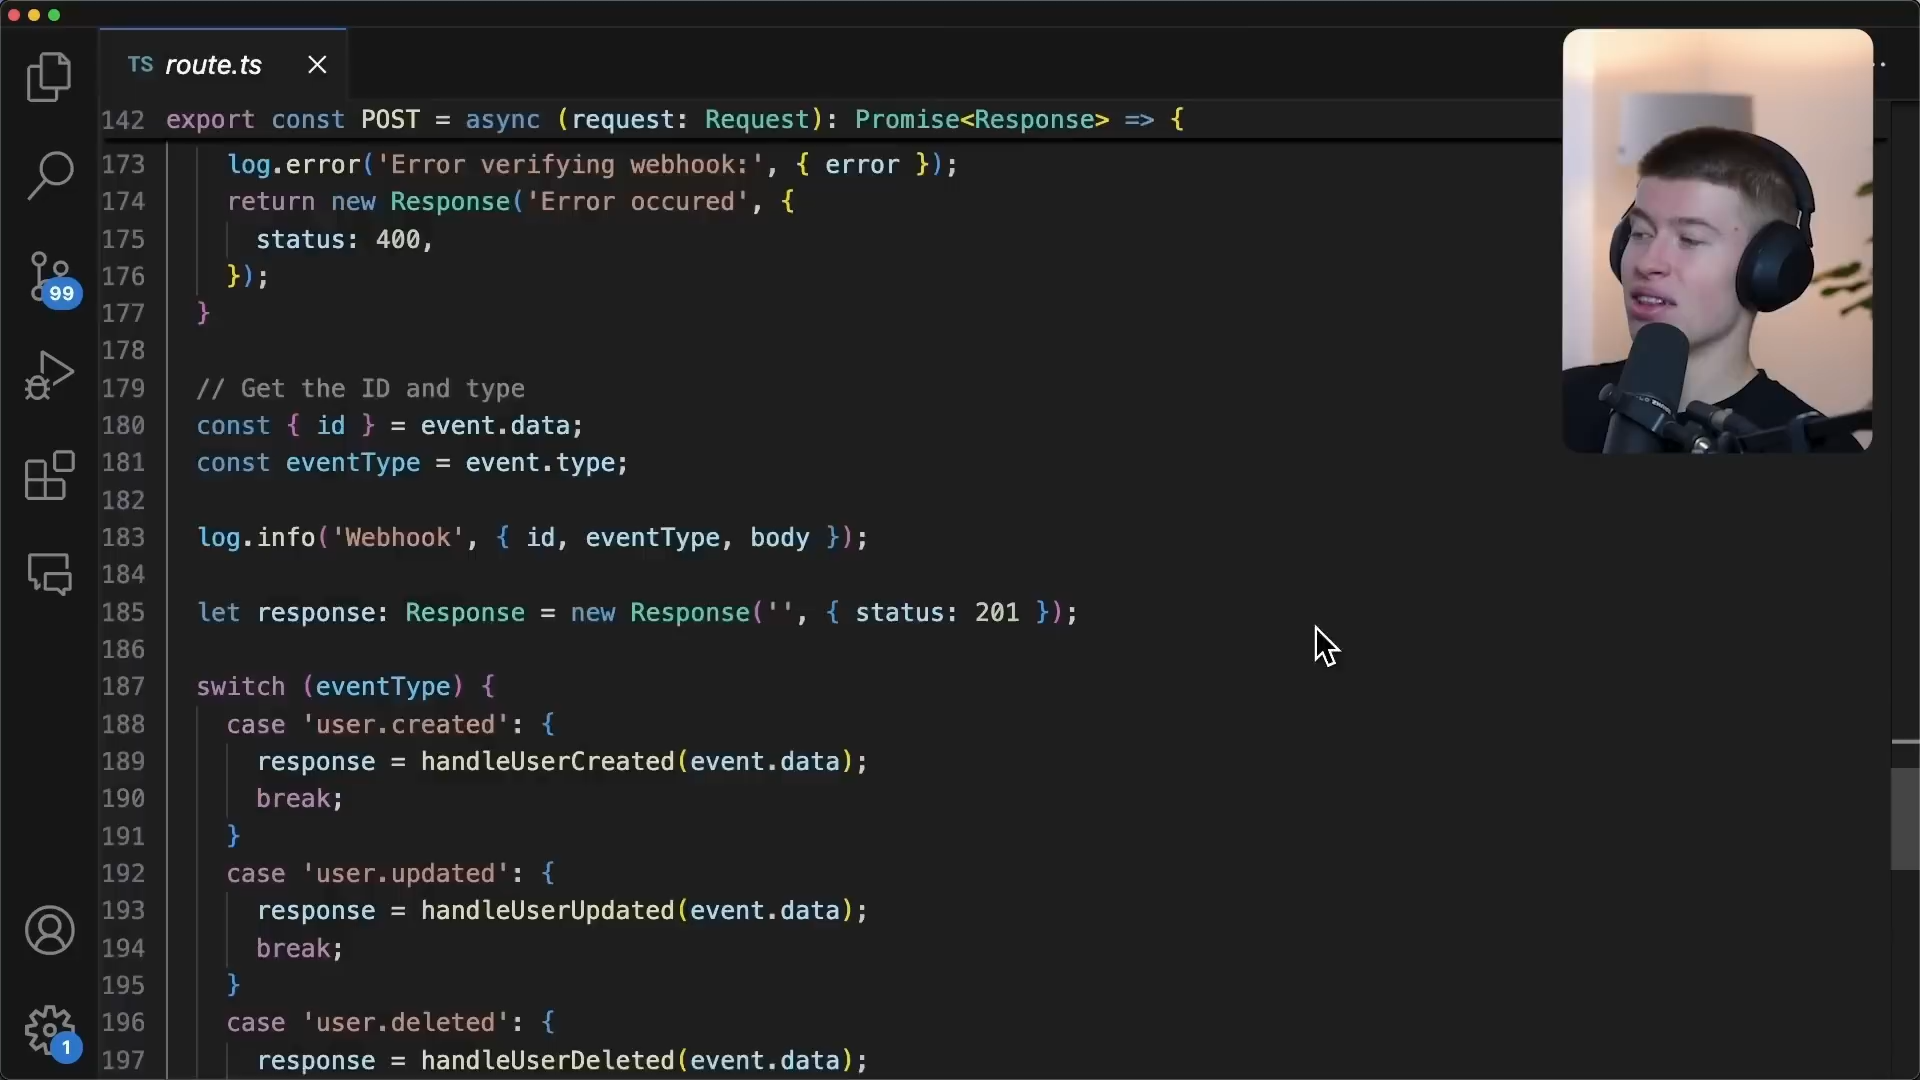 TS route.ts
142 export const POST = async (request: Request): Promise<Response> => {
173 log.error('Error verifying webhook:', { error });
174 return new Response('Error occured', {
175 status: 400,
176 });
177 }
178
179 // Get the ID and type
180 const { id } = event.data;
181 const eventType = event.type;
182
183 log.info('Webhook', { id, eventType, body });
184
185 let response: Response = new Response('', { status: 201 });
186
187 switch (eventType) {
188 case 'user.created': {
189 response = handleUserCreated(event.data);
190 break;
191 }
192 case 'user.updated': {
193 response = handleUserUpdated(event.data);
194 break;
195 }
196 case 'user.deleted': {
197 response = handleUserDeleted(event.data);
99
1